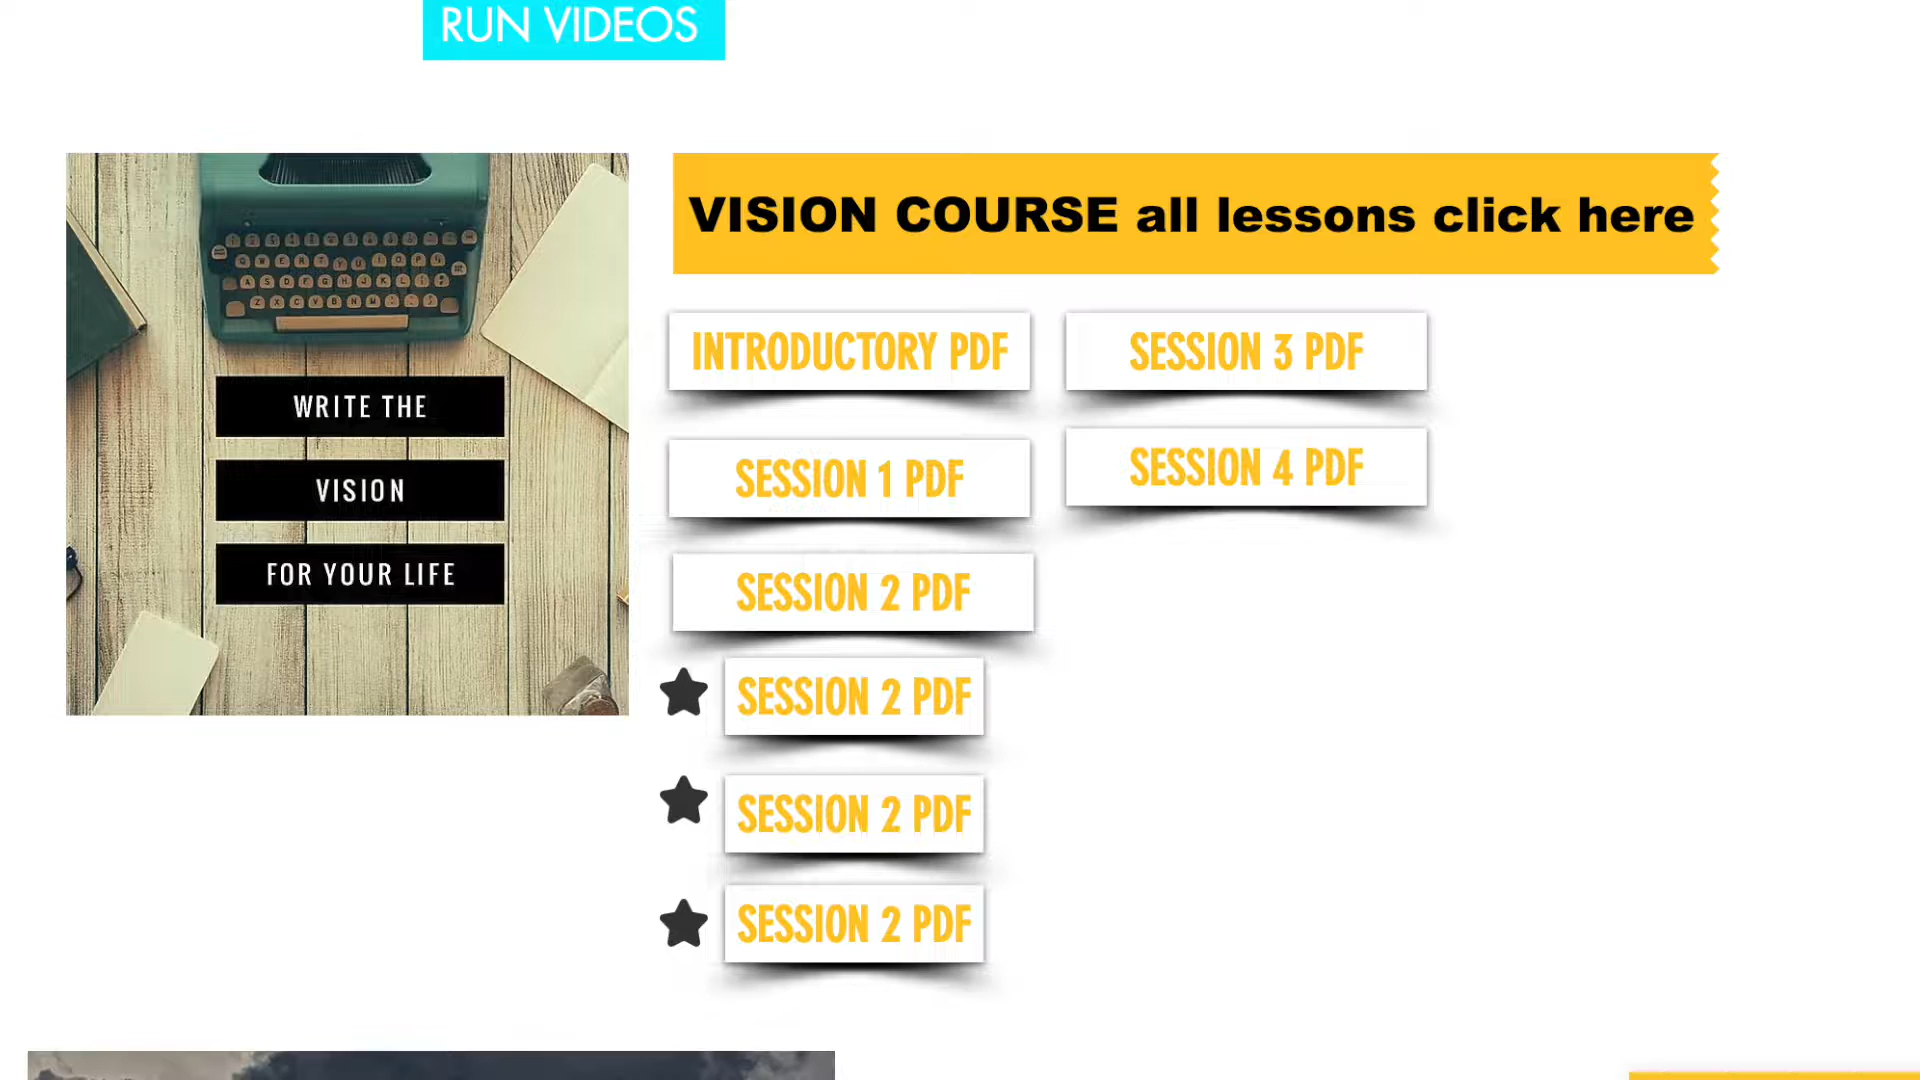 RUN VIDEOS
VISION COURSE all lessons click here
WRITE THE
VISION
FOR YOUR LIFE
INTRODUCTORY PDF
SESSION 1 PDF
SESSION 2 PDF
SESSION 2 PDF
SESSION 2 PDF
SESSION 2 PDF
SESSION 3 PDF
SESSION 4 PDF